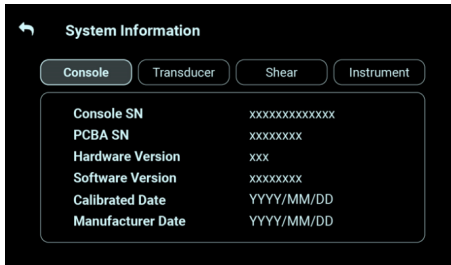 System Information
Console Transducer Shear Instrument
Console SN xxxxxxxxxxxxx
PCBA SN xxxxxxxx
Hardware Version xxx
Software Version xxxxxxxx
Calibrated Date YYYY/MM/DD
Manufacturer Date YYYY/MM/DD